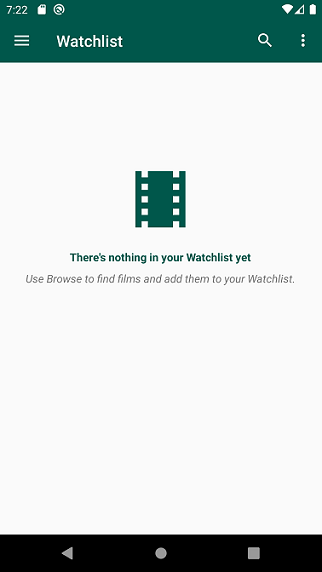 7:22
Watchlist
There's nothing in your Watchlist yet
Use Browse to find films and add them to your Watchlist.